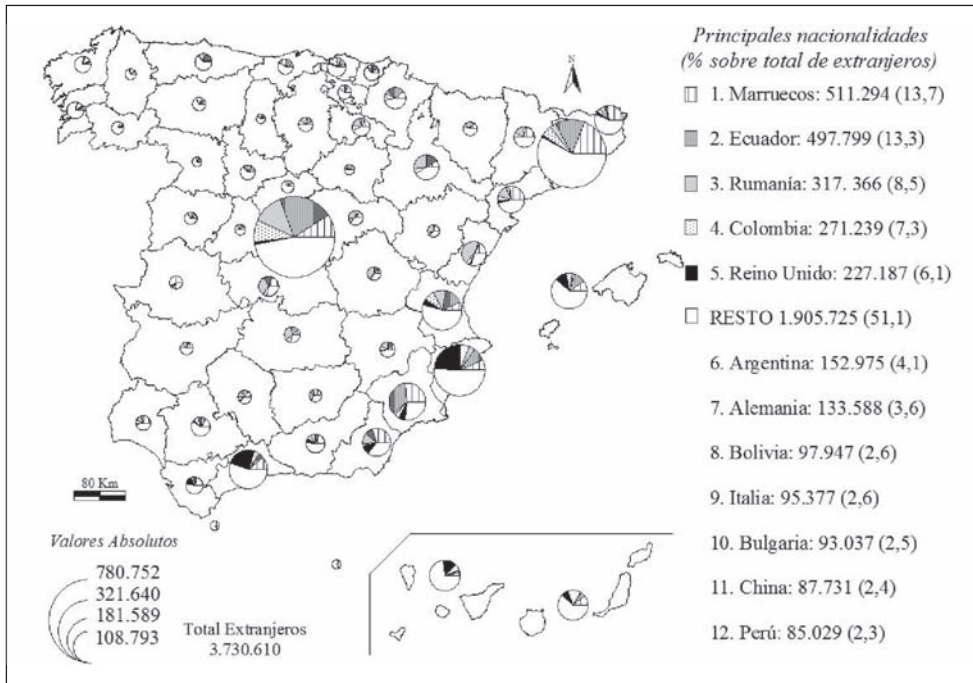 Principales nacionalidades
(% sobre total de extranjeros)
N
1. Marruecos: 511.294 (13,7)
2. Ecuador: 497.799 (13,3)
3. Rumanía: 317. 366 (8,5)
4. Colombia: 271.239 (7,3)
5. Reino Unido: 227.187 (6,1)
RESTO 1.905.725 (51,1)
6. Argentina: 152.975 (4,1)
7. Alemania: 133.588 (3,6)
8. Bolivia: 97.947 (2,6)
9. Italia: 95.377 (2,6)
10. Bulgaria: 93.037 (2,5)
11. China: 87.731 (2,4)
12. Perú: 85.029 (2,3)
80 Km
Valores Absolutos
780.752
321.640
181.589
108.793
Total Extranjeros
3.730.610